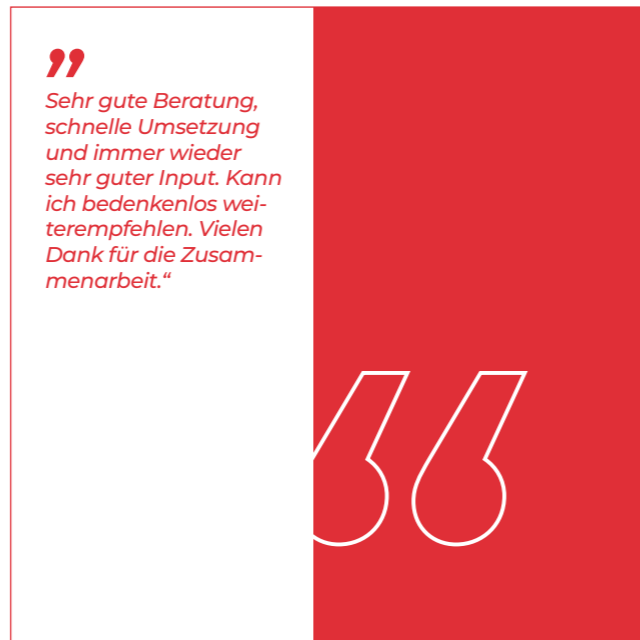 ”
Sehr gute Beratung,
schnelle Umsetzung
und immer wieder
sehr guter Input. Kann
ich bedenkenlos wei-
terempfehlen. Vielen
Dank für die Zusam-
menarbeit.“
“